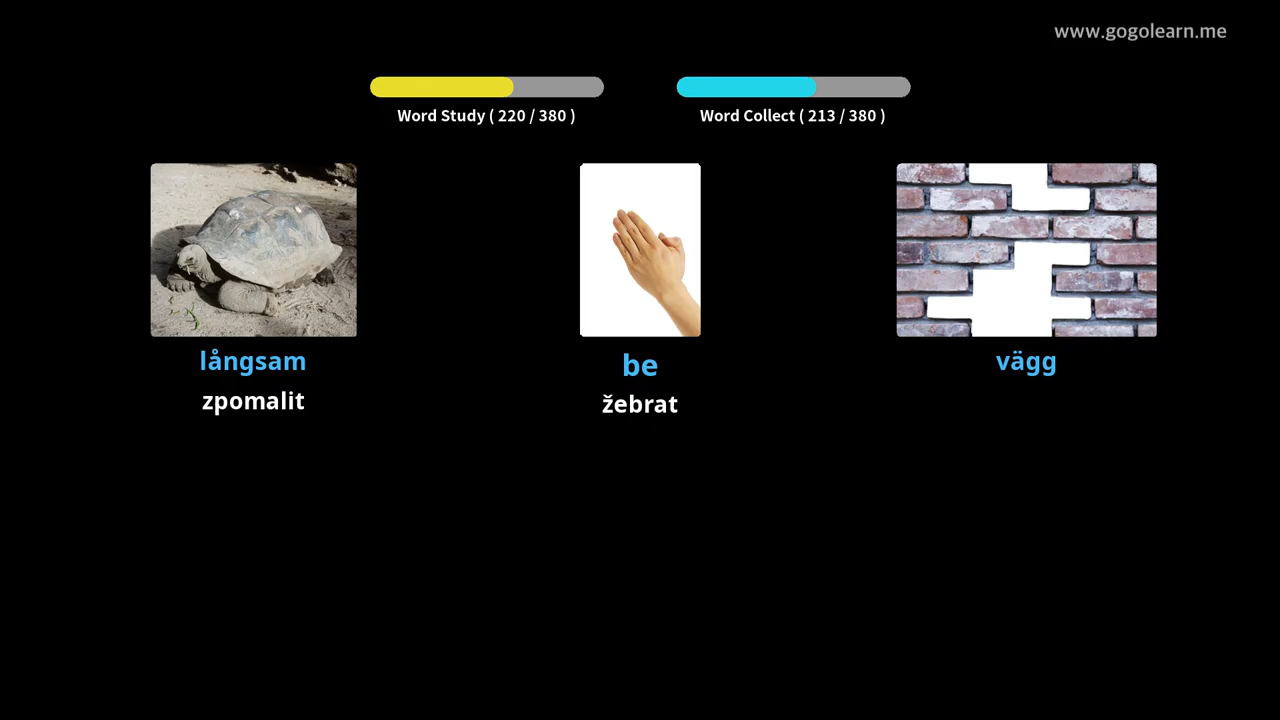 www.gogolearn.me
Word Study ( 220 / 380 )
Word Collect ( 213 / 380 )
långsam
zpomalit
be
žebrat
vägg